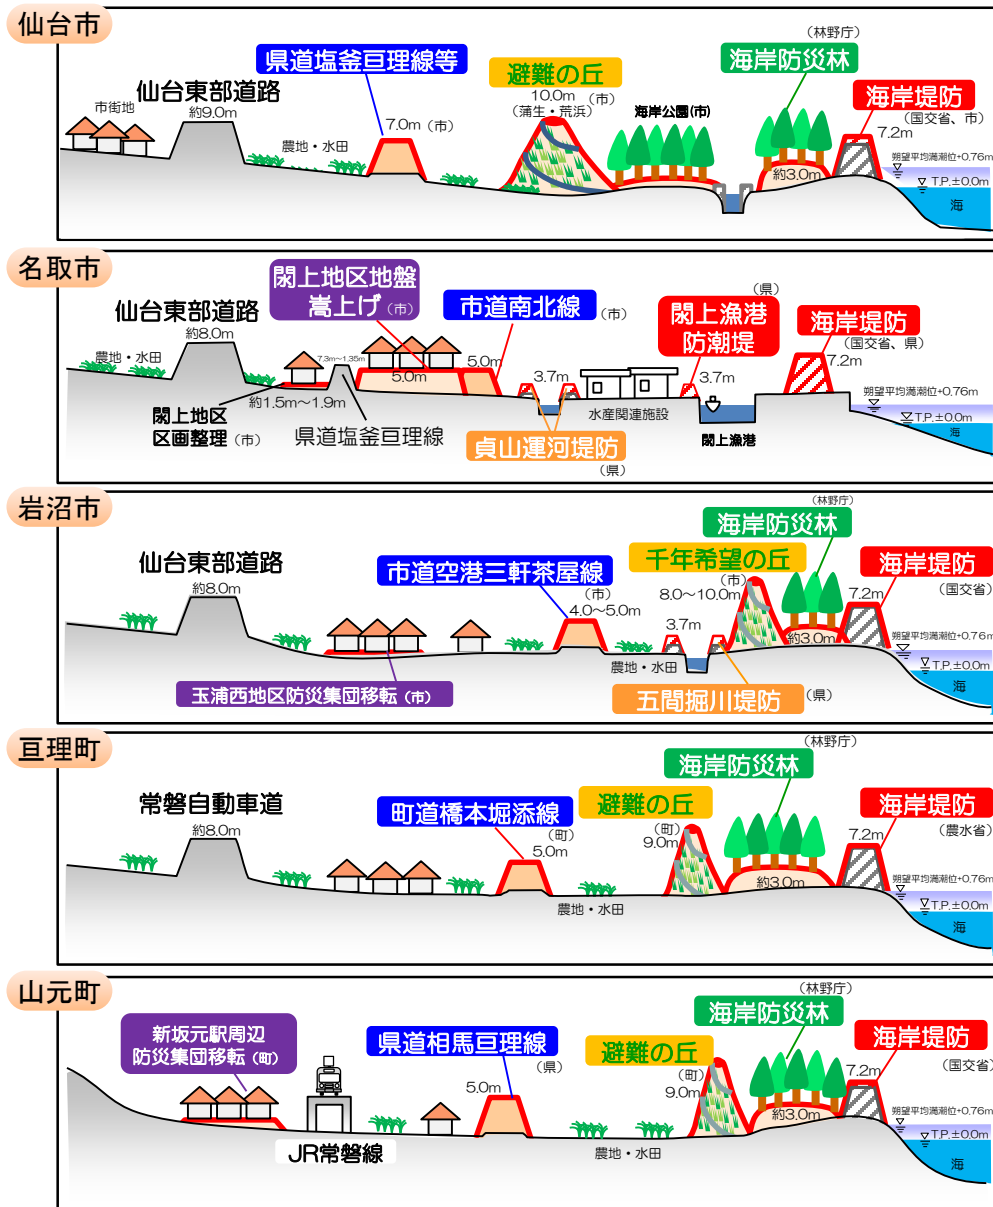 仙台市
(林野庁)
県道塩釜亘理線等
避難の丘
海岸防災林
仙台東部道路
約9.0m
市街地
10.0m (市)
(蒲生・荒浜)
海岸公園(市)
海岸堤防
(国交省、市)
7.0m (市)
7.2m
農地・水田
約3.0m
朔望平均満潮位+0.76m
T.P.±0.0m
海
名取市
閖上地区地盤
嵩上げ (市)
市道南北線
(市)
(県)
閖上漁港
防潮堤
海岸堤防
(国交省、県)
仙台東部道路
約8.0m
農地・水田
7.3m〜1.35m
5.0m
5.0m
3.7m
3.7m
7.2m
約1.5m〜1.9m
閖上地区
区画整理 (市)
県道塩釜亘理線
水産関連施設
貞山運河堤防
(県)
閖上漁港
朔望平均満潮位+0.76m
T.P.±0.0m
海
岩沼市
(林野庁)
海岸防災林
仙台東部道路
約8.0m
市道空港三軒茶屋線
(市)
4.0〜5.0m
千年希望の丘
(市)
8.0〜10.0m
海岸堤防
(国交省)
7.2m
3.7m
約3.0m
農地・水田
玉浦西地区防災集団移転 (市)
五間掘川堤防
(県)
朔望平均満潮位+0.76m
T.P.±0.0m
海
亘理町
(林野庁)
海岸防災林
常磐自動車道
約8.0m
町道橋本堀添線
(町)
5.0m
避難の丘
(町)
9.0m
海岸堤防
(農水省)
7.2m
約3.0m
農地・水田
朔望平均満潮位+0.76m
T.P.±0.0m
海
山元町
(林野庁)
海岸防災林
新坂元駅周辺
防災集団移転 (町)
県道相馬亘理線
(県)
5.0m
避難の丘
(町)
9.0m
海岸堤防
(国交省)
7.2m
約3.0m
JR常磐線
農地・水田
朔望平均満潮位+0.76m
T.P.±0.0m
海